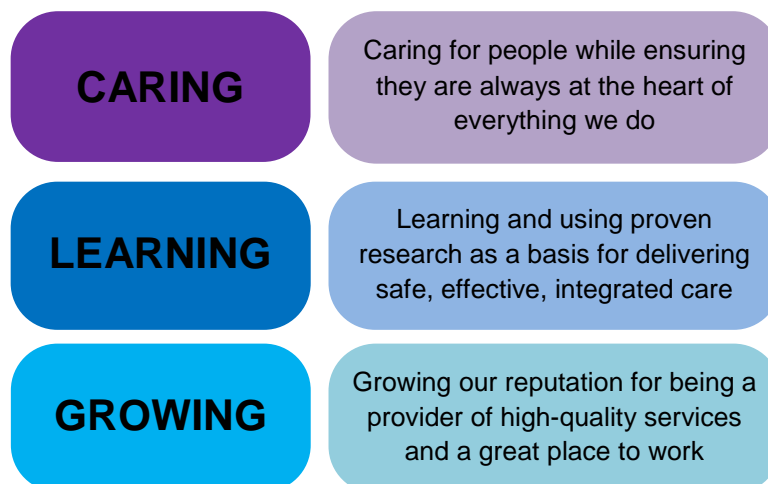 CARING
Caring for people while ensuring
they are always at the heart of
everything we do
LEARNING
Learning and using proven
research as a basis for delivering
safe, effective, integrated care
GROWING
Growing our reputation for being a
provider of high-quality services
and a great place to work